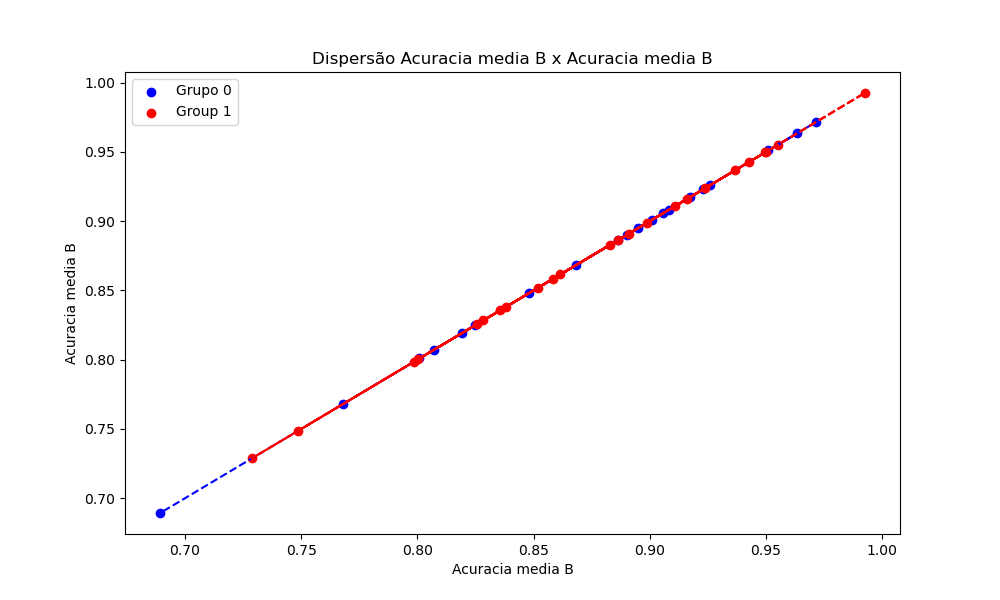 Dispersão Acuracia media B x Acuracia media B
Grupo 0
Group 1
Acuracia media B
1.00
0.95
0.90
0.85
0.80
0.75
0.70
0.70 0.75 0.80 0.85 0.90 0.95 1.00
Acuracia media B